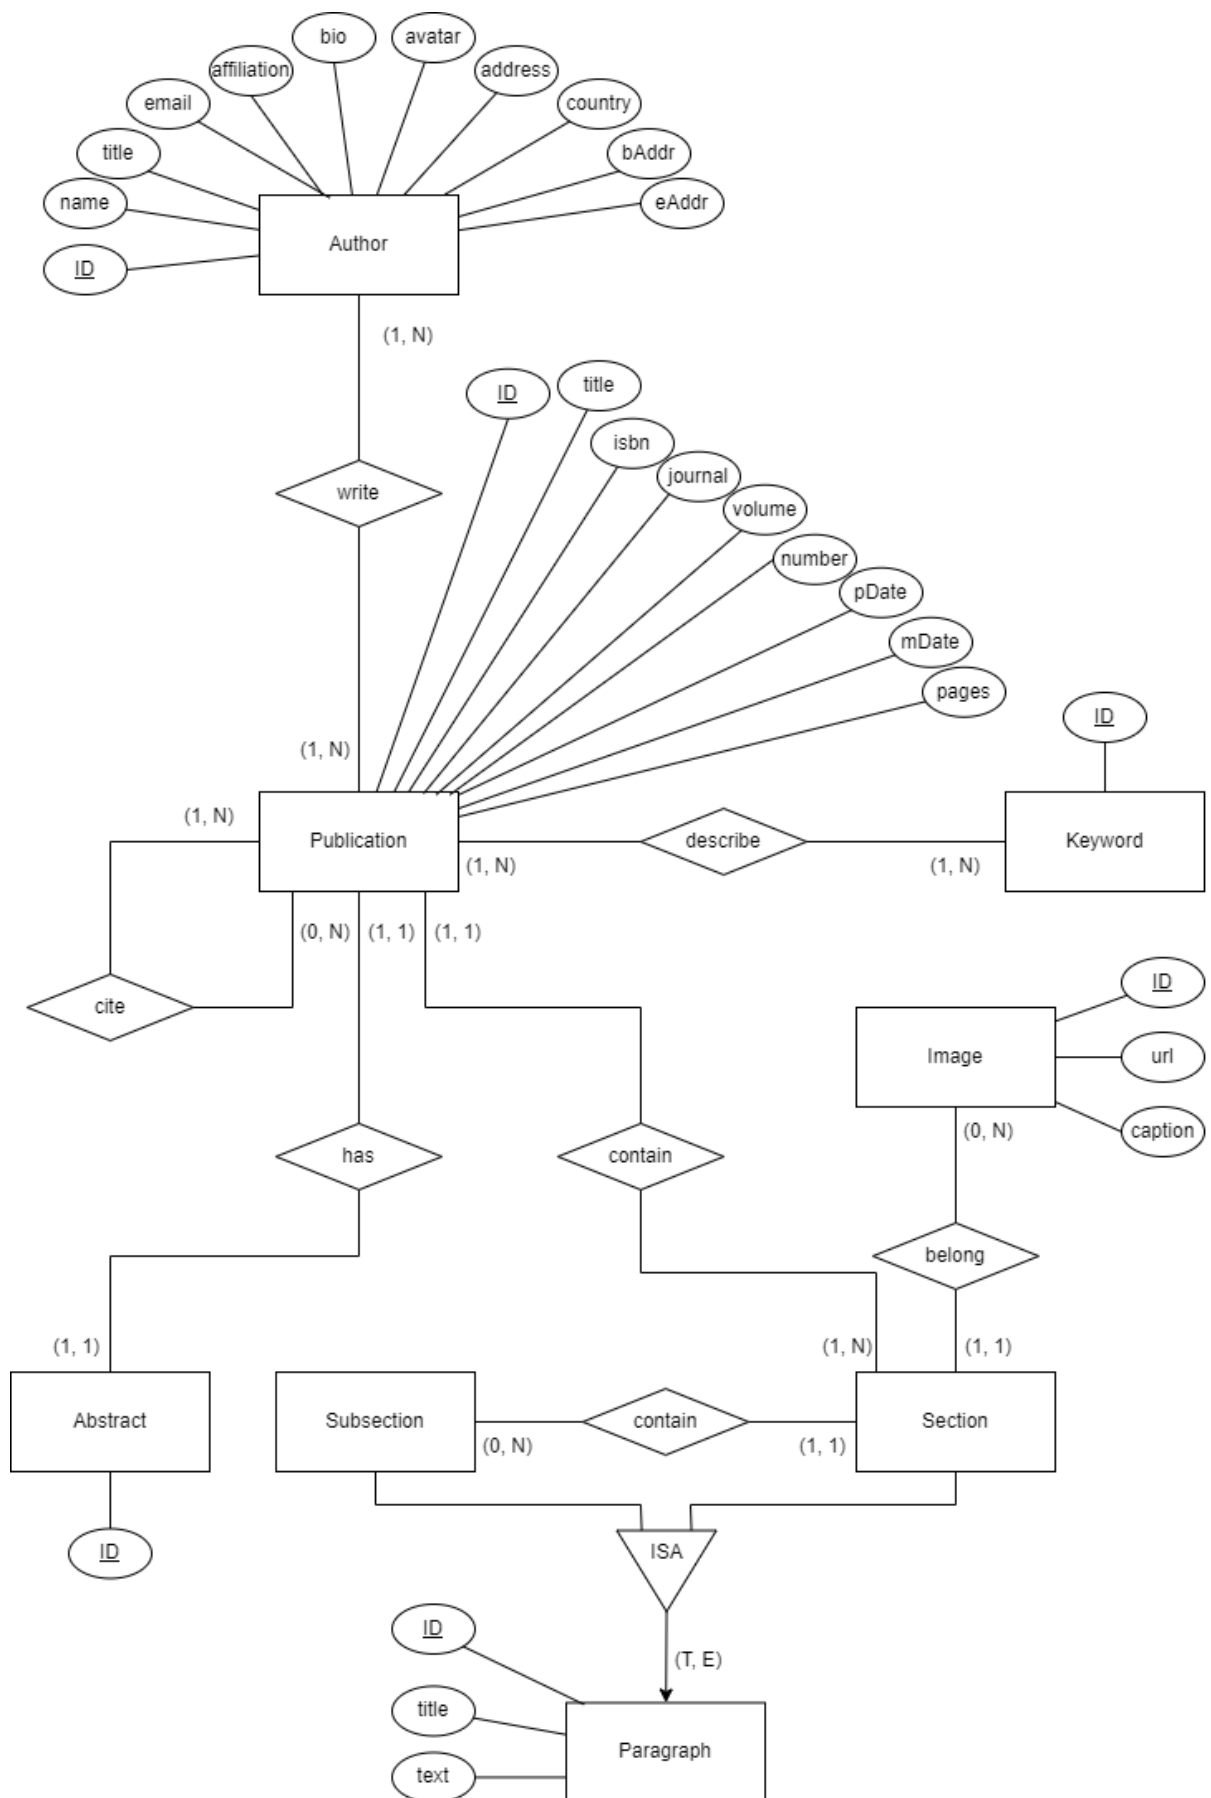 bio
avatar
affiliation
address
email
country
title
bAddr
name
eAddr
Author
ID
(1, N)
ID
title
isbn
journal
write
volume
number
pDate
mDate
pages
ID
(1, N)
(1, N)
Publication
describe
Keyword
(1, N)
(1, N)
(0, N)
(1, 1)
(1, 1)
ID
cite
Image
url
(0, N)
caption
has
contain
belong
(1, 1)
(1, N)
(1, 1)
Abstract
Subsection
contain
Section
(0, N)
(1, 1)
ID
ISA
ID
(T, E)
title
Paragraph
text